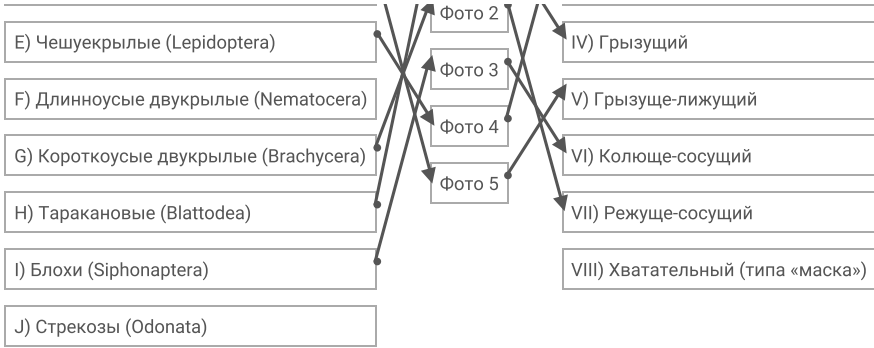 Фото 2
E) Чешуекрылые (Lepidoptera)
IV) Грызущий
Фото 3
F) Длинноусые двукрылые (Nematocera)
V) Грызуще-лижущий
Фото 4
G) Короткоусые двукрылые (Brachycera)
VI) Колюще-сосущий
Фото 5
H) Таракановые (Blattodea)
VII) Режуще-сосущий
I) Блохи (Siphonaptera)
VIII) Хватательный (типа «маска»)
J) Стрекозы (Odonata)